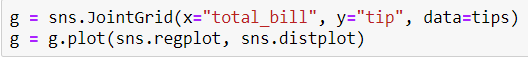 g = sns.JointGrid(x="total_bill", y="tip", data=tips)
g = g.plot(sns.regplot, sns.distplot)